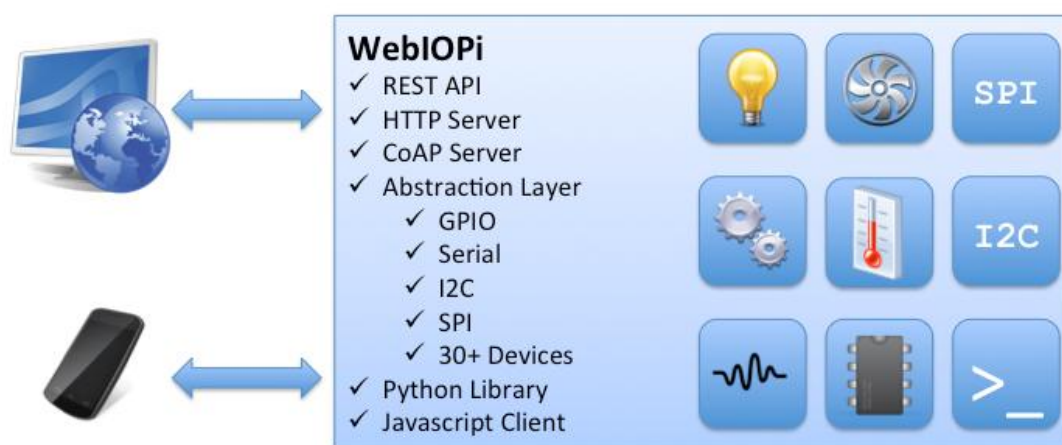 WebIOPi
✓ REST API
✓ HTTP Server
✓ CoAP Server
✓ Abstraction Layer
✓ GPIO
✓ Serial
✓ I2C
✓ SPI
✓ 30+ Devices
✓ Python Library
✓ Javascript Client
SPI
I2C
>_